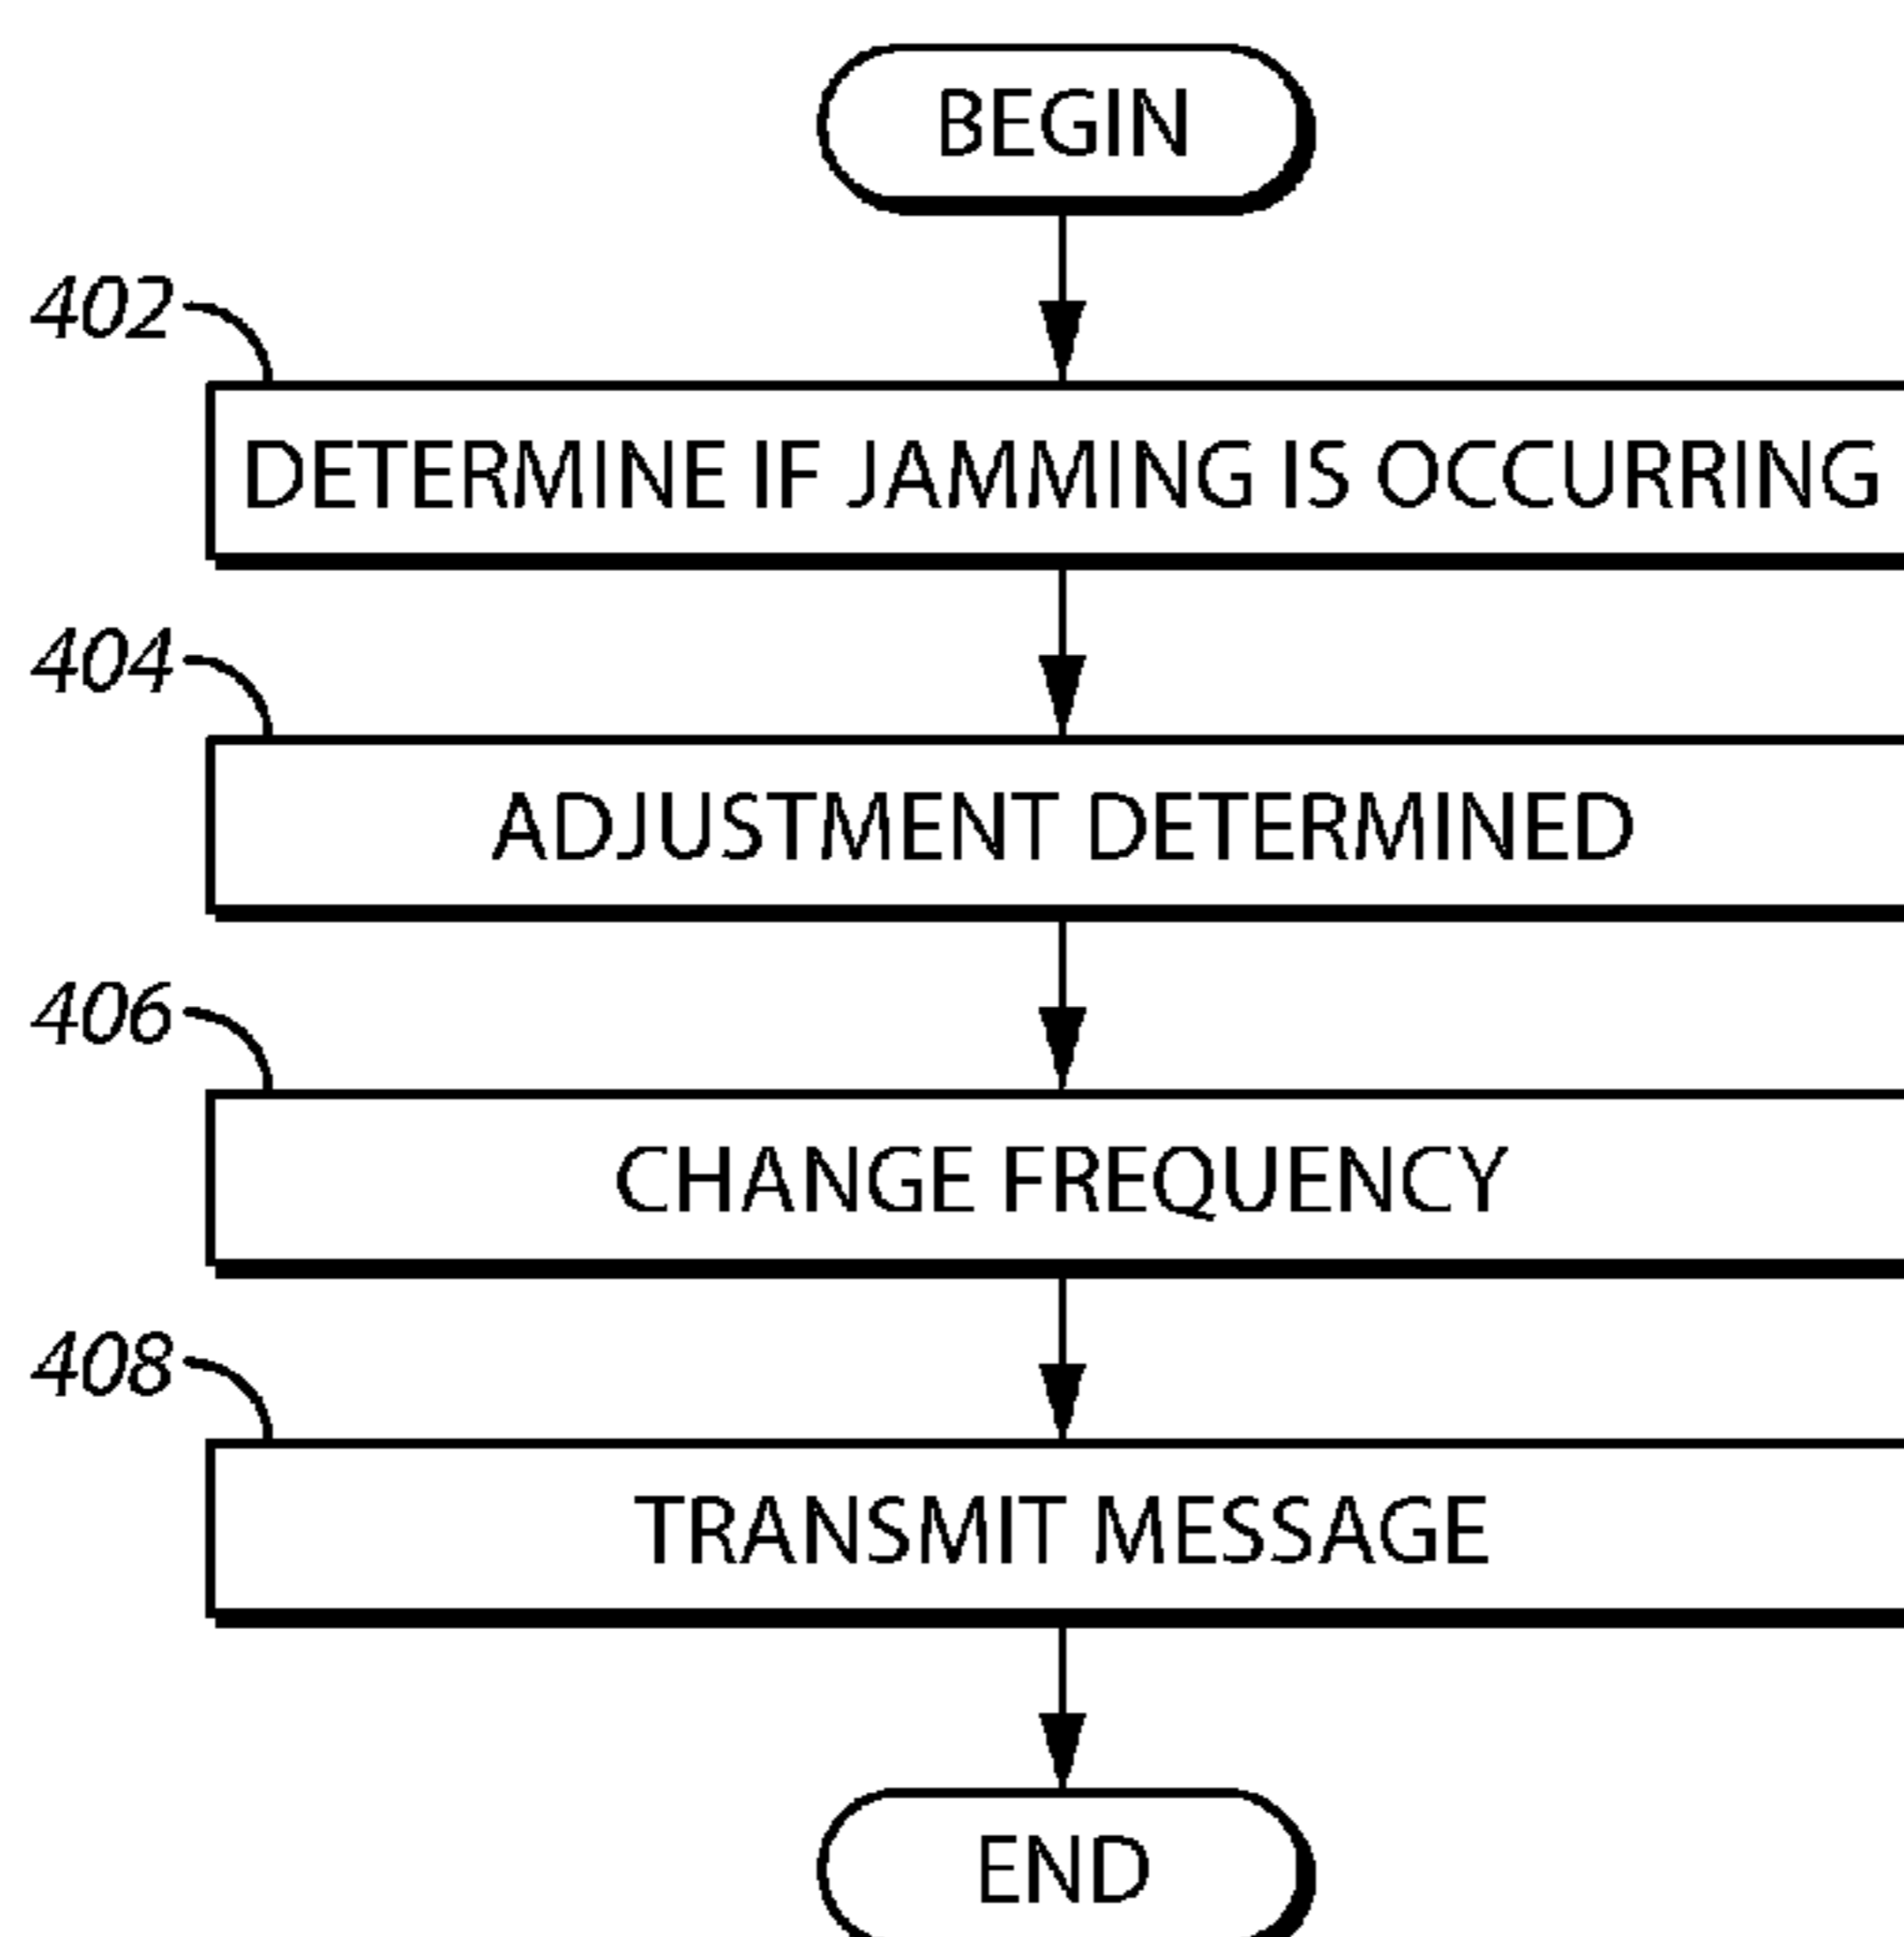 BEGIN
402
DETERMINE IF JAMMING IS OCCURRING
404
ADJUSTMENT DETERMINED
406
CHANGE FREQUENCY
408
TRANSMIT MESSAGE
END